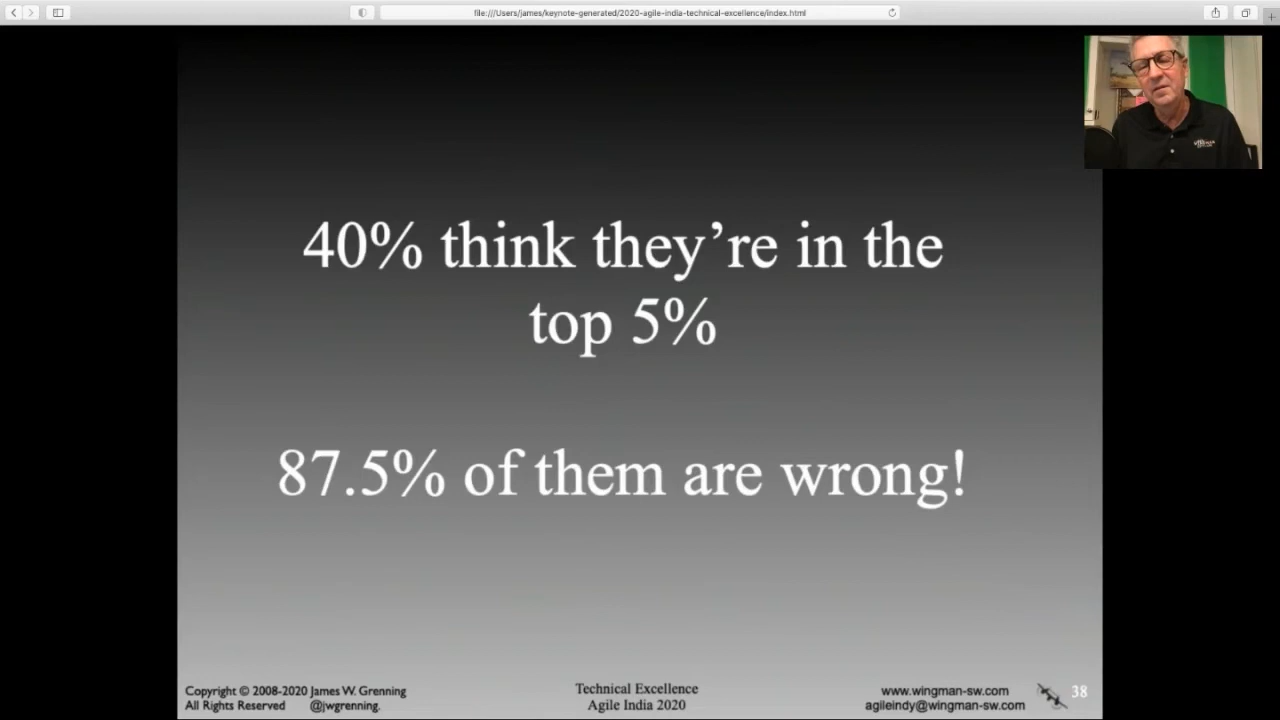 file:///Users/james/keynote-generated/2020-agile-india-technical-excellence/index.html
40% think they’re in the
top 5%
87.5% of them are wrong!
Copyright © 2008-2020 James W. Grenning
All Rights Reserved @jwgrenning.
Technical Excellence
Agile India 2020
www.wingman-sw.com
agileindy@wingman-sw.com
38